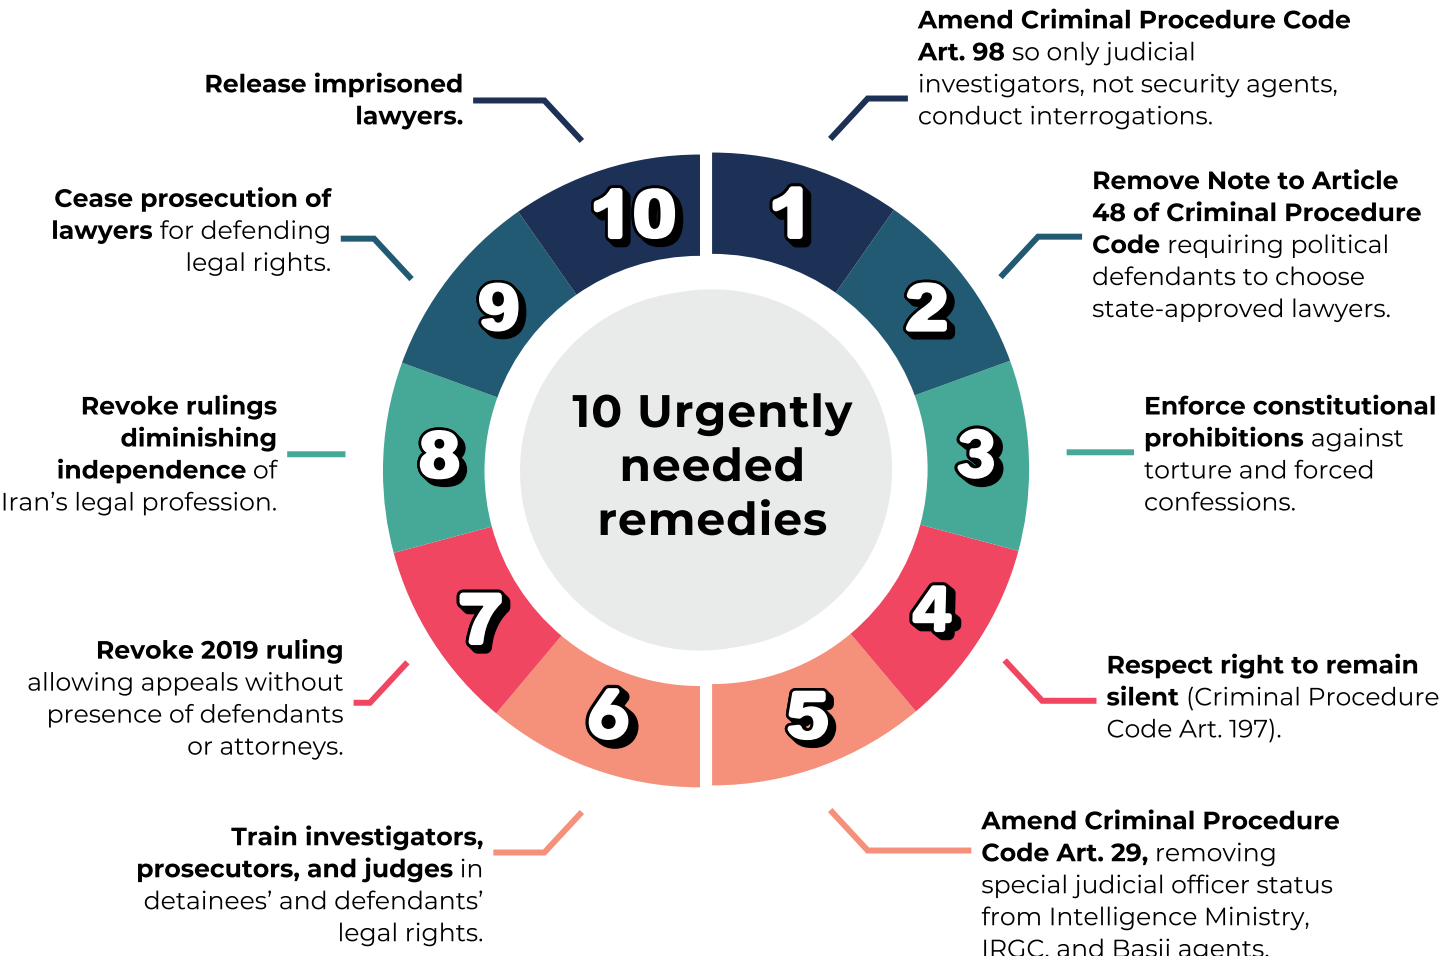 10 Urgently
needed
remedies
1
Amend Criminal Procedure Code
Art. 98 so only judicial
investigators, not security agents,
conduct interrogations.
2
Remove Note to Article
48 of Criminal Procedure
Code requiring political
defendants to choose
state-approved lawyers.
3
Enforce constitutional
prohibitions against
torture and forced
confessions.
4
Respect right to remain
silent (Criminal Procedure
Code Art. 197).
5
Amend Criminal Procedure
Code Art. 29, removing
special judicial officer status
from Intelligence Ministry,
IRGC, and Basij agents.
6
Train investigators,
prosecutors, and judges in
detainees’ and defendants’
legal rights.
7
Revoke 2019 ruling
allowing appeals without
presence of defendants
or attorneys.
8
Revoke rulings
diminishing
independence of
Iran’s legal profession.
9
Cease prosecution of
lawyers for defending
legal rights.
10
Release imprisoned
lawyers.